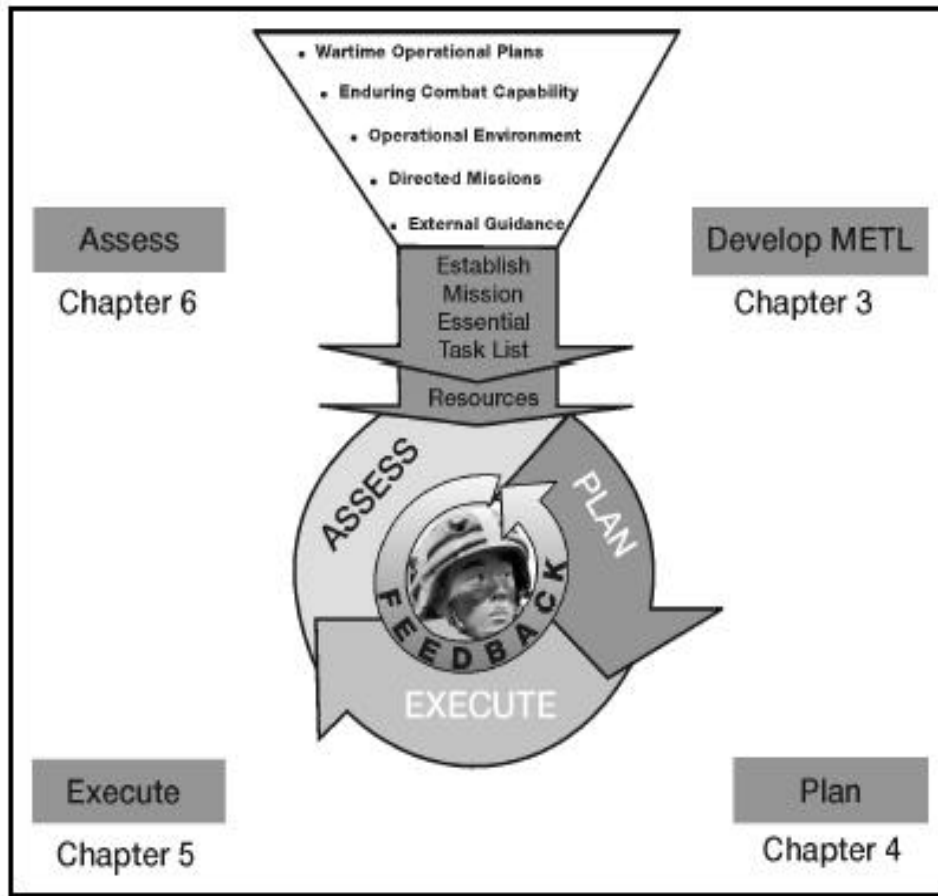 • Wartime Operational Plans
• Enduring Combat Capability
• Operational Environment
• Directed Missions
• External Guidance
Assess
Chapter 6
Develop METL
Chapter 3
Establish
Mission
Essential
Task List
Resources
ASSESS
PLAN
FEEDBACK
EXECUTE
Execute
Chapter 5
Plan
Chapter 4